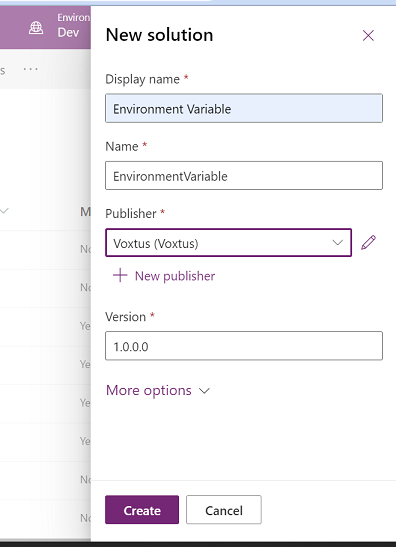 Environ
Dev
s ...
New solution
Display name *
Environment Variable
Name *
EnvironmentVariable
Publisher *
Voxtus (Voxtus)
+ New publisher
Version *
1.0.0.0
More options
Create
Cancel
M
No
No
Ye
Ye
Ye
Ye
No
No